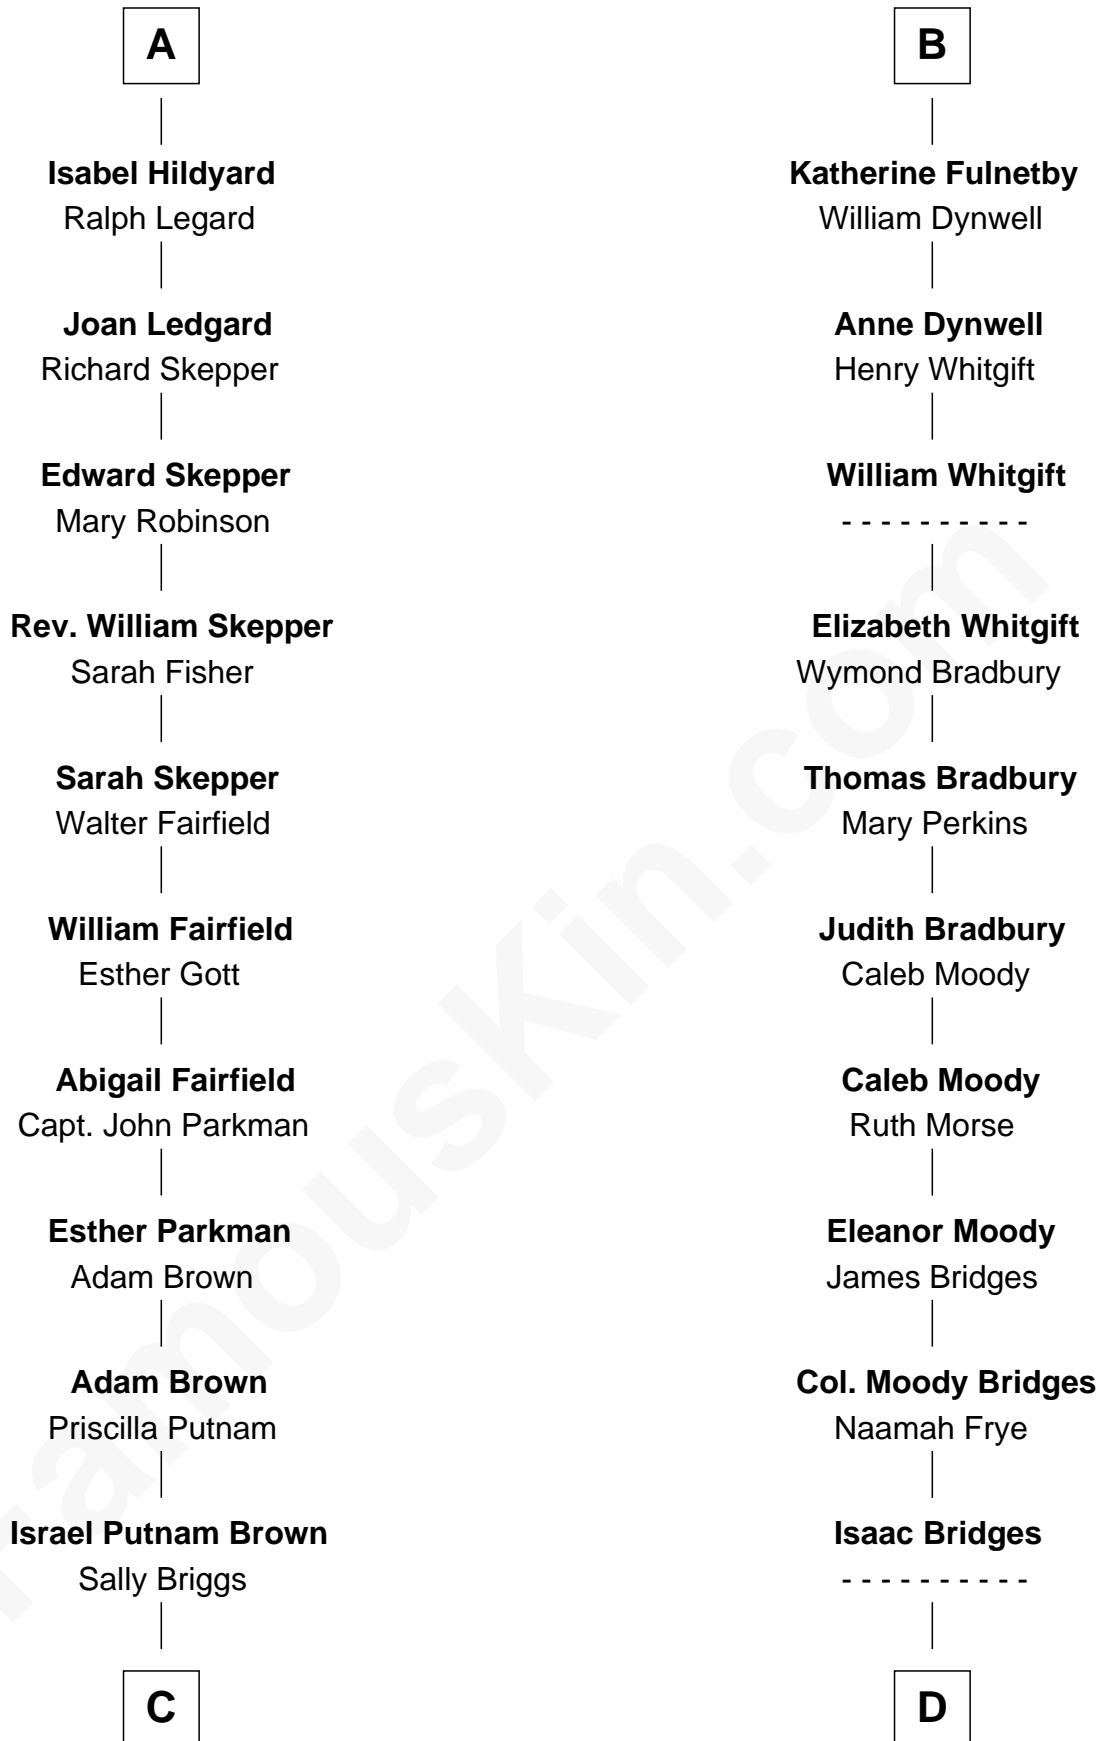 A
Isabel Hildyard
Ralph Legard
Joan Ledgard
Richard Skepper
Edward Skepper
Mary Robinson
Rev. William Skepper
Sarah Fisher
Sarah Skepper
Walter Fairfield
William Fairfield
Esther Gott
Abigail Fairfield
Capt. John Parkman
Esther Parkman
Adam Brown
Adam Brown
Priscilla Putnam
Israel Putnam Brown
Sally Briggs
C
B
Katherine Fulnetby
William Dynwell
Anne Dynwell
Henry Whitgift
William Whitgift
- - - - - - - - - -
Elizabeth Whitgift
Wymond Bradbury
Thomas Bradbury
Mary Perkins
Judith Bradbury
Caleb Moody
Caleb Moody
Ruth Morse
Eleanor Moody
James Bridges
Col. Moody Bridges
Naamah Frye
Isaac Bridges
- - - - - - - - - -
D
FamousKin.com